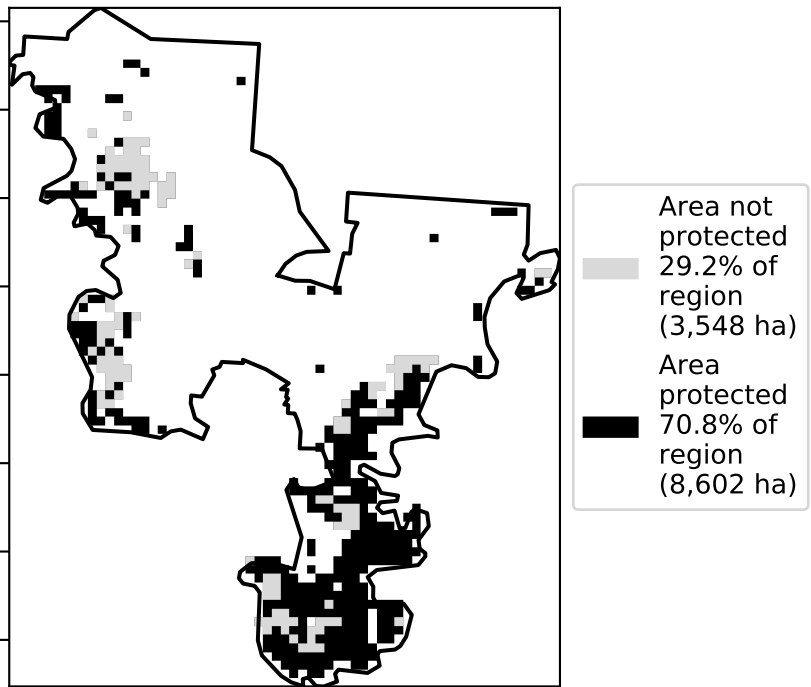 Area not
protected
29.2% of
region
(3,548 ha)
Area
protected
70.8% of
region
(8,602 ha)